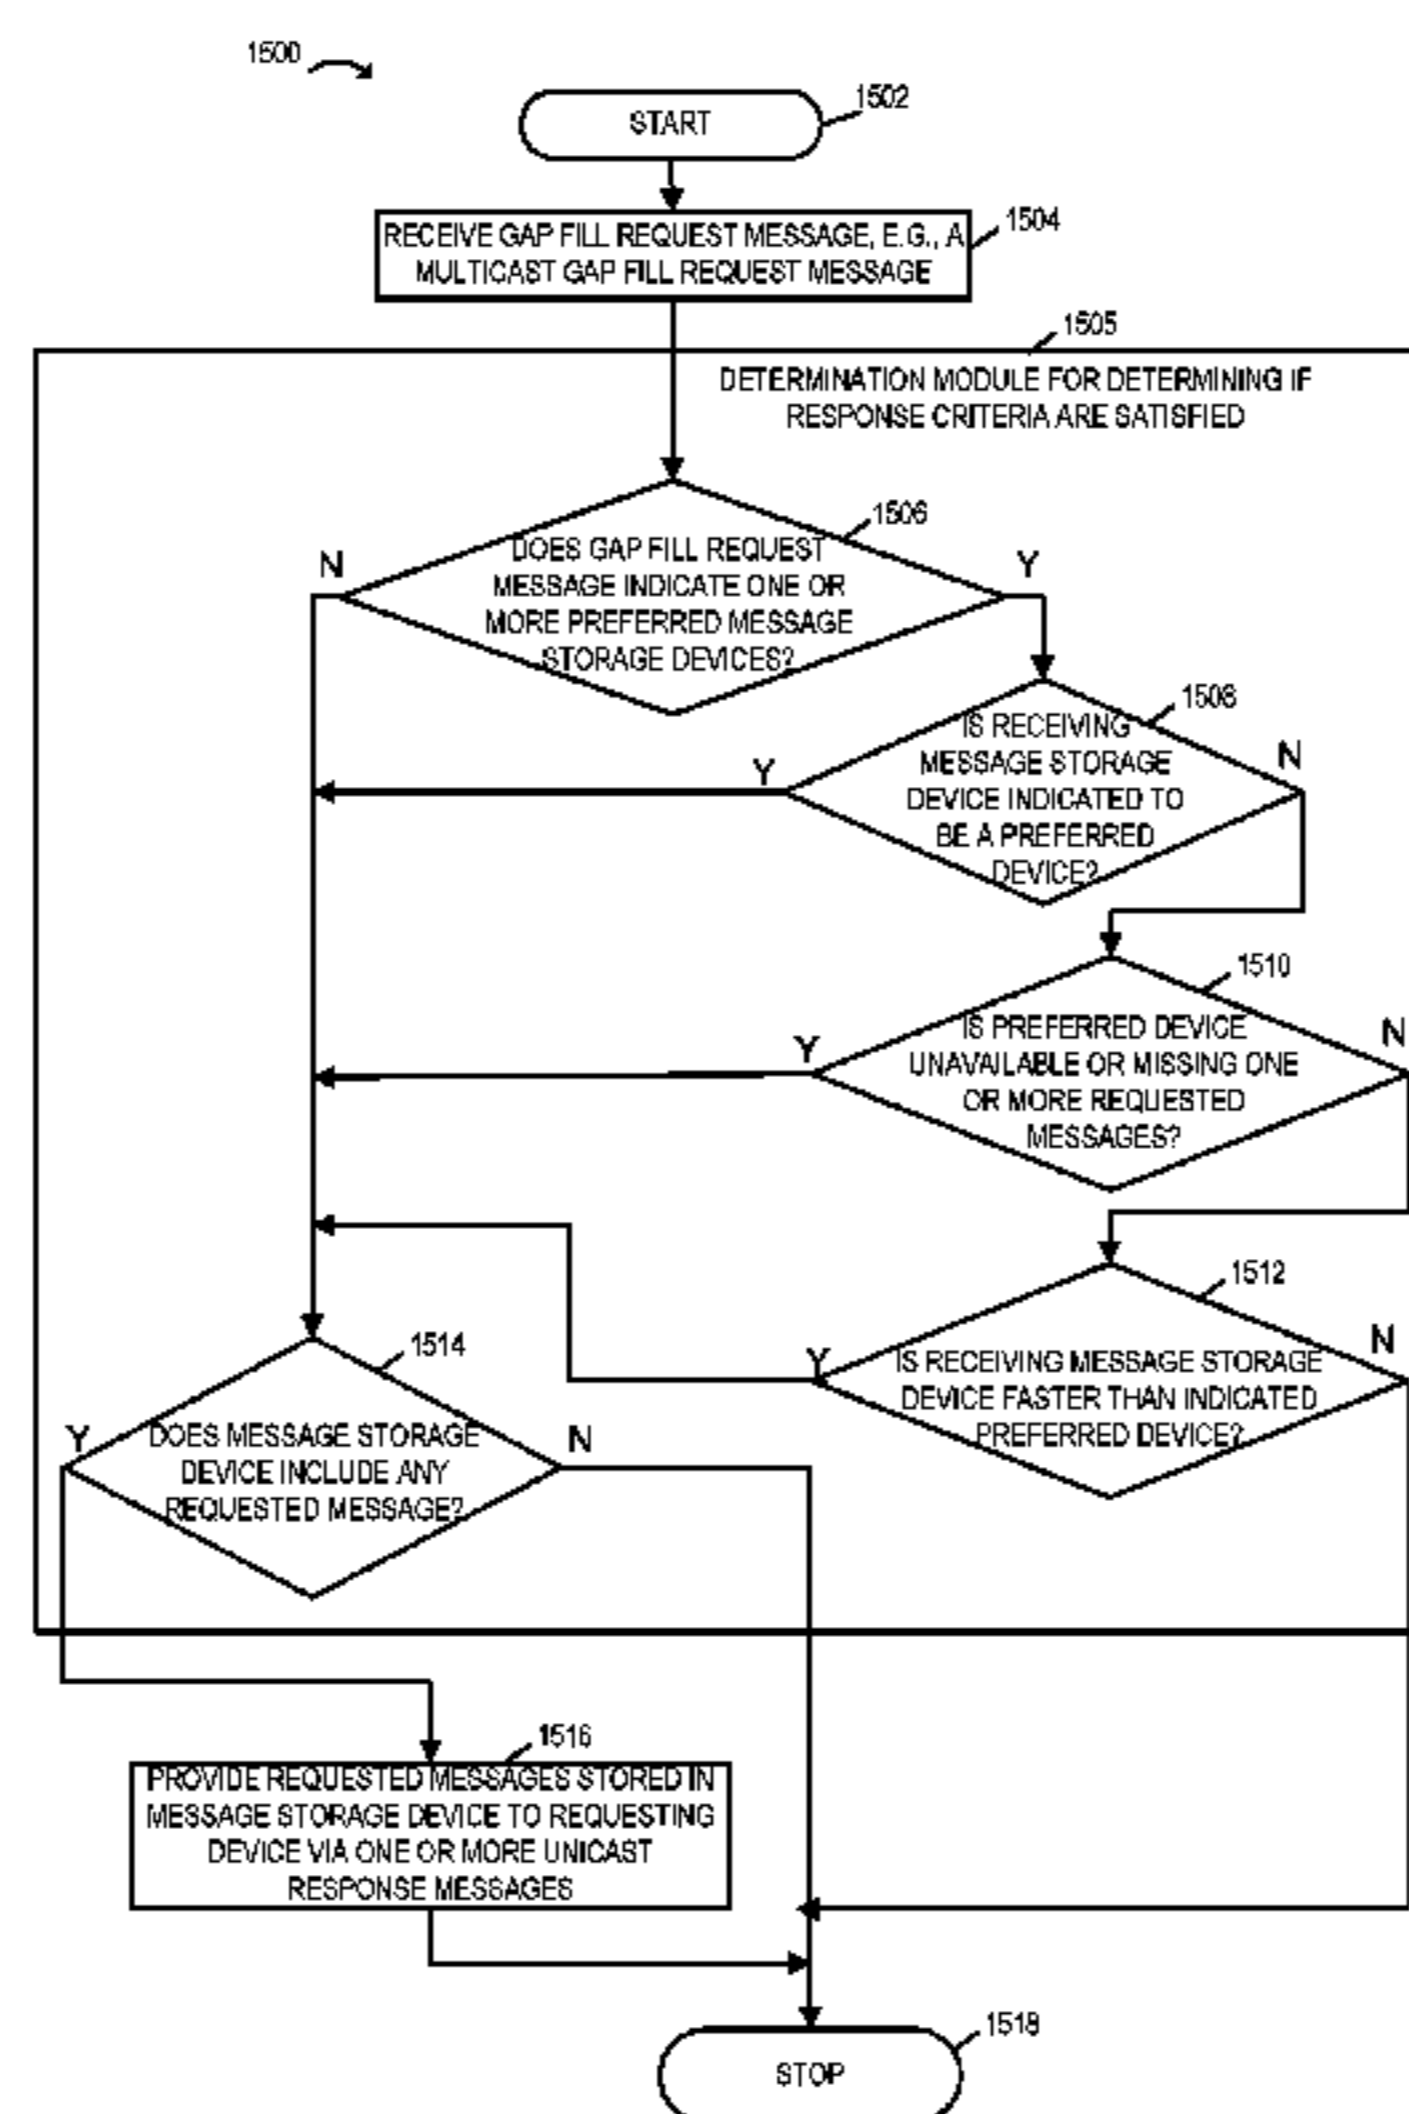 1500
START
1502
RECEIVE GAP FILL REQUEST MESSAGE, E.G., A
MULTICAST GAP FILL REQUEST MESSAGE
1504
1505
DETERMINATION MODULE FOR DETERMINING IF
RESPONSE CRITERIA ARE SATISFIED
1506
N
DOES GAP FILL REQUEST
MESSAGE INDICATE ONE OR
MORE PREFERRED MESSAGE
STORAGE DEVICES?
Y
1508
Y
IS RECEIVING
MESSAGE STORAGE
DEVICE INDICATED TO
BE A PREFERRED
DEVICE?
N
1510
Y
IS PREFERRED DEVICE
UNAVAILABLE OR MISSING ONE
OR MORE REQUESTED
MESSAGES?
N
1512
Y
IS RECEIVING MESSAGE STORAGE
DEVICE FASTER THAN INDICATED
PREFERRED DEVICE?
N
1514
Y
DOES MESSAGE STORAGE
DEVICE INCLUDE ANY
REQUESTED MESSAGE?
N
1516
PROVIDE REQUESTED MESSAGES STORED IN
MESSAGE STORAGE DEVICE TO REQUESTING
DEVICE VIA ONE OR MORE UNICAST
RESPONSE MESSAGES
1518
STOP